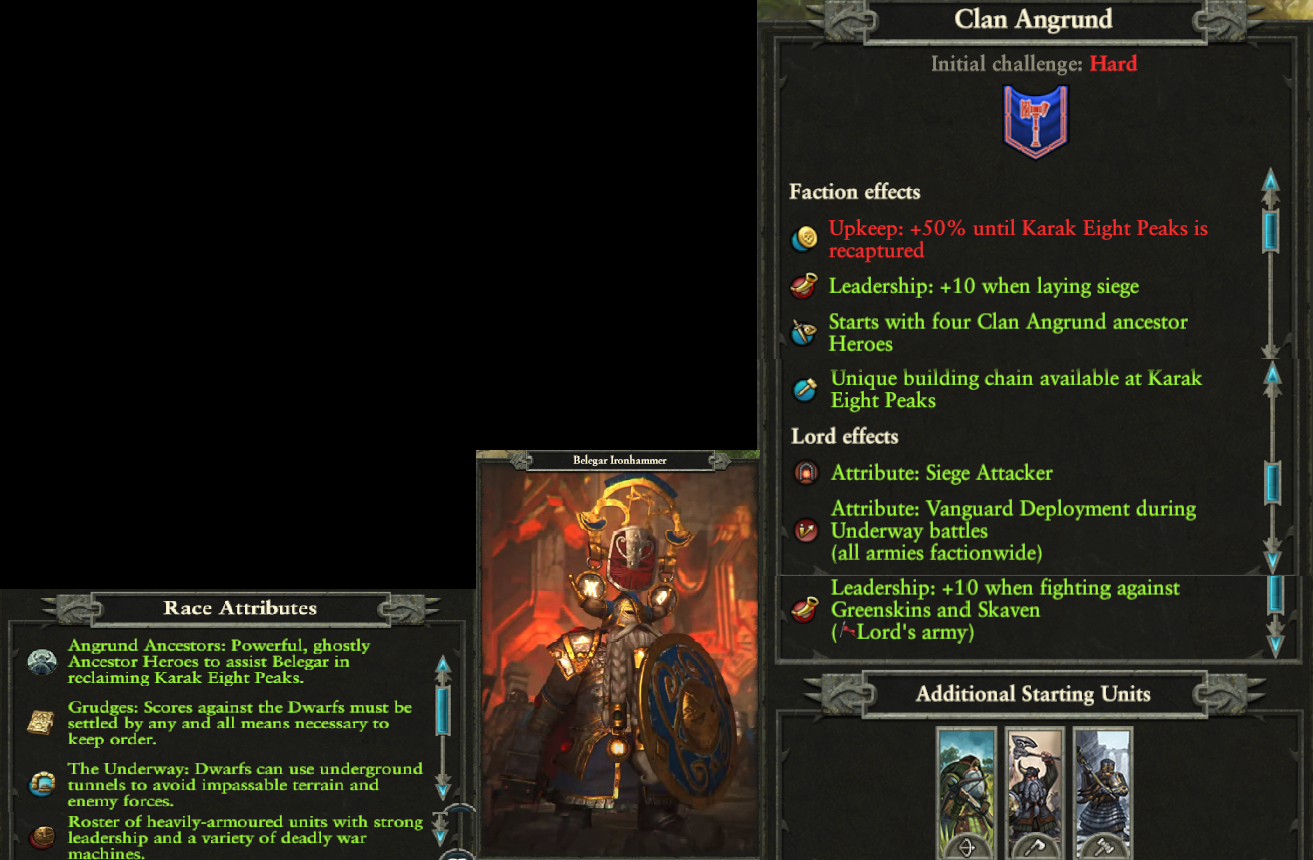 Clan Angrund
Initial challenge: Hard
Faction effects
Upkeep: +50% until Karak Eight Peaks is
recaptured
Leadership: +10 when laying siege
Starts with four Clan Angrund ancestor
Heroes
Unique building chain available at Karak
Eight Peaks
Lord effects
Attribute: Siege Attacker
Attribute: Vanguard Deployment during
Underway battles
(all armies factionwide)
Leadership: +10 when fighting against
Greenskins and Skaven
(Lord's army)
Additional Starting Units
Belegar Ironhammer
Race Attributes
Angrund Ancestors: Powerful, ghostly
Ancestor Heroes to assist Belegar in
reclaiming Karak Eight Peaks.
Grudges: Scores against the Dwarfs must be
settled by any and all means necessary to
keep order.
The Underway: Dwarfs can use underground
tunnels to avoid impassable terrain and
enemy forces.
Roster of heavily-armoured units with strong
leadership and a variety of deadly war
machines.